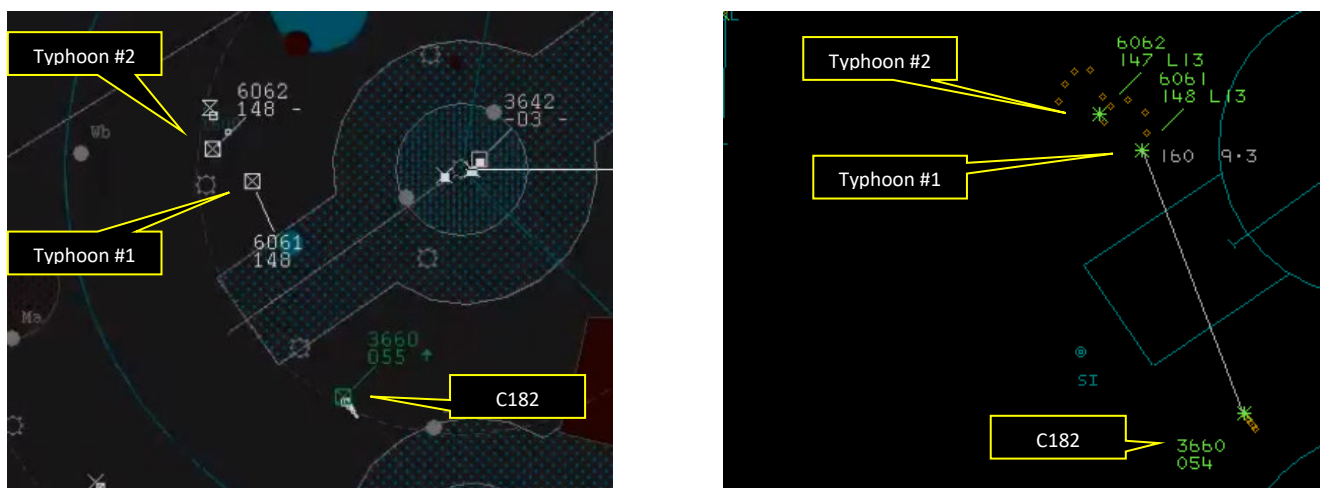 Typhoon #2
6062
148 -
3642
-03 -
Wb
Typhoon #1
6061
148
Ma
3660
055 ↑
C182
6062
147 L13
6061
148 L13
Typhoon #2
160 9·3
Typhoon #1
SI
C182
3660
054